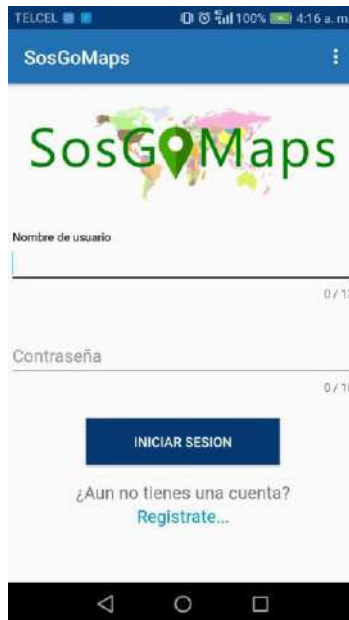 TELCEL 100% 4:16 a. m.
SosGoMaps
SosGoMaps
Nombre de usuario
0 / 1
Contraseña
0 / 1
INICIAR SESION
¿Aun no tienes una cuenta?
Registrate...